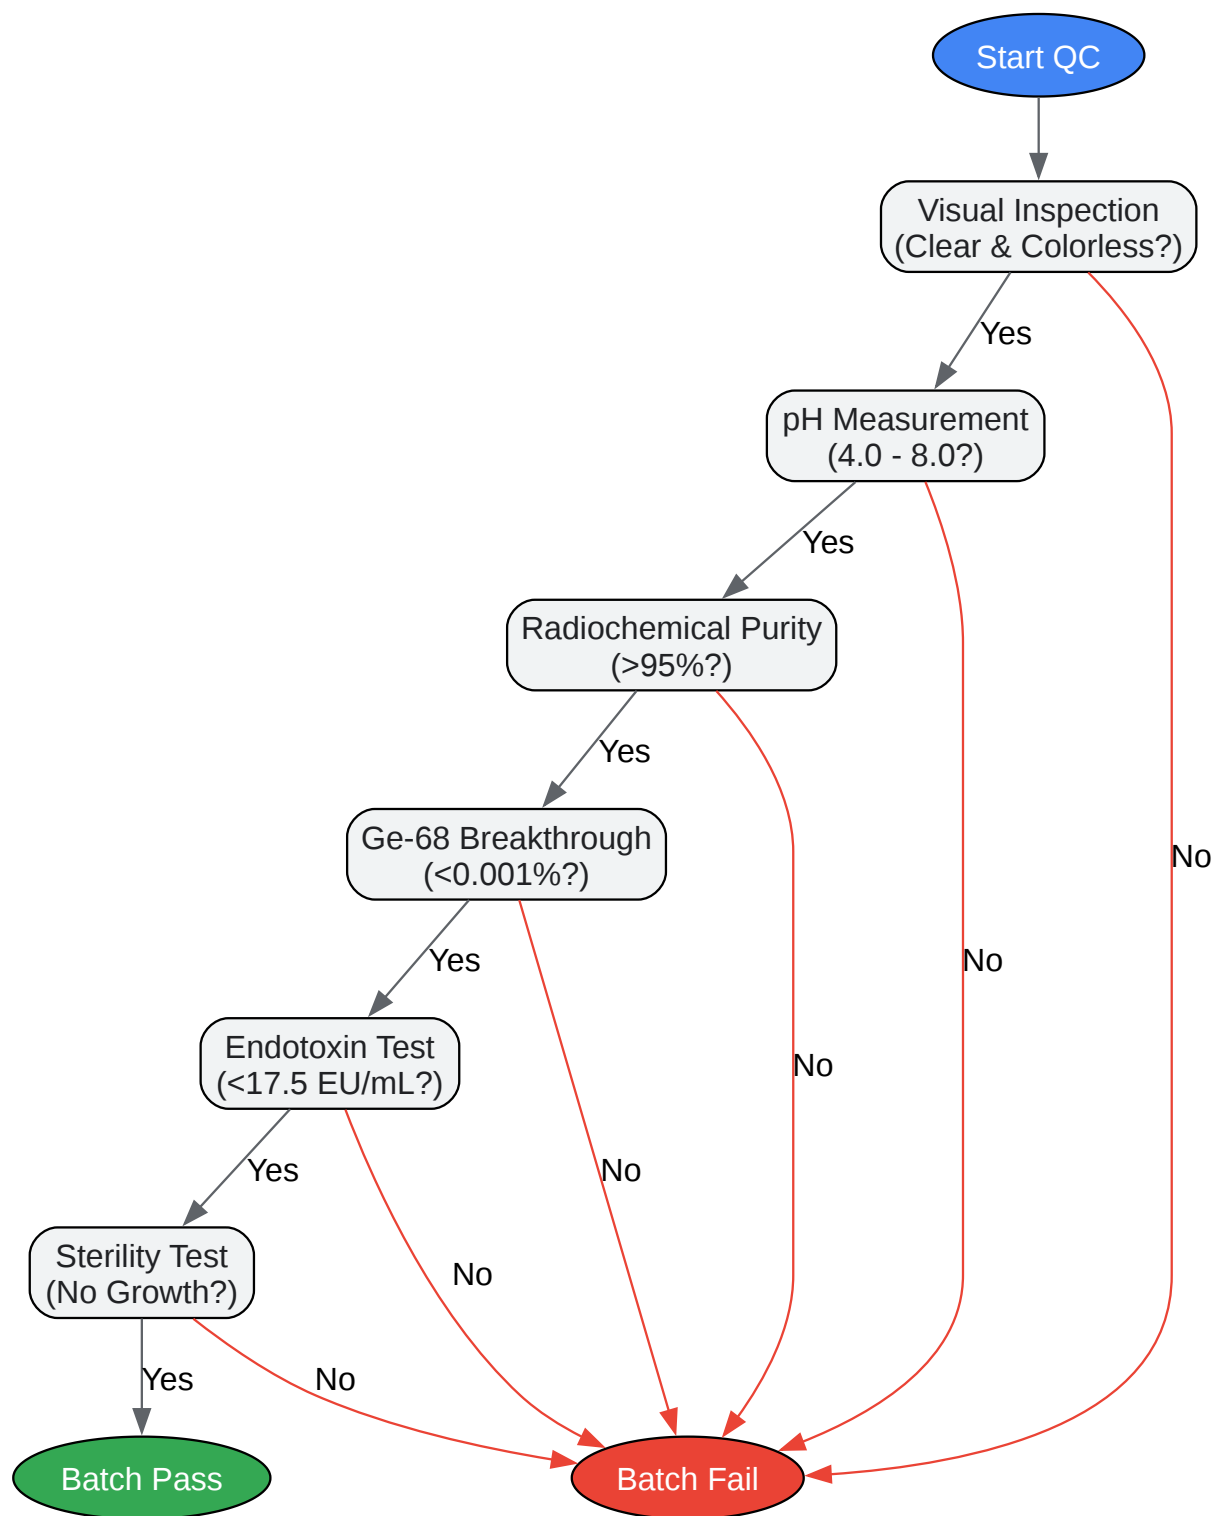 Start QC
Visual Inspection
(Clear & Colorless?)
Yes
pH Measurement
(4.0 - 8.0?)
Yes
Radiochemical Purity
(>95%?)
Yes
Ge-68 Breakthrough
(<0.001%?)
No
Yes
No
Endotoxin Test
(<17.5 EU/mL?)
No
Yes
No
Sterility Test
(No Growth?)
No
Yes
No
Batch Pass
Batch Fail